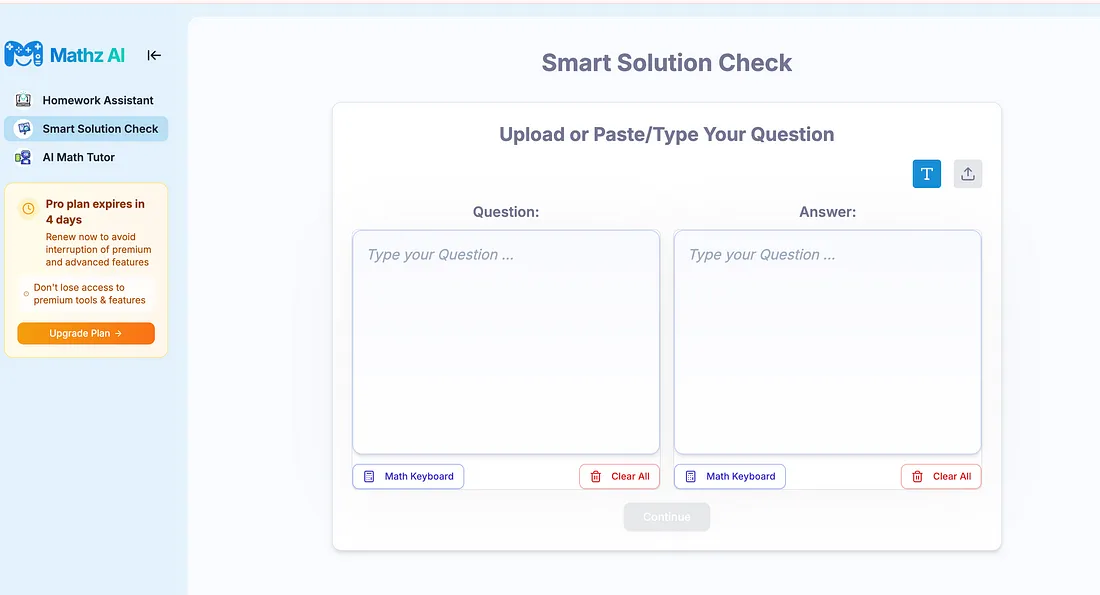 Mathz AI
Homework Assistant
Smart Solution Check
AI Math Tutor
Pro plan expires in
4 days
Renew now to avoid
interruption of premium
and advanced features
Don't lose access to
premium tools & features
Upgrade Plan →
Smart Solution Check
Upload or Paste/Type Your Question
T
Question:
Answer:
Type your Question ...
Type your Question ...
Math Keyboard
Clear All
Math Keyboard
Clear All
Continue